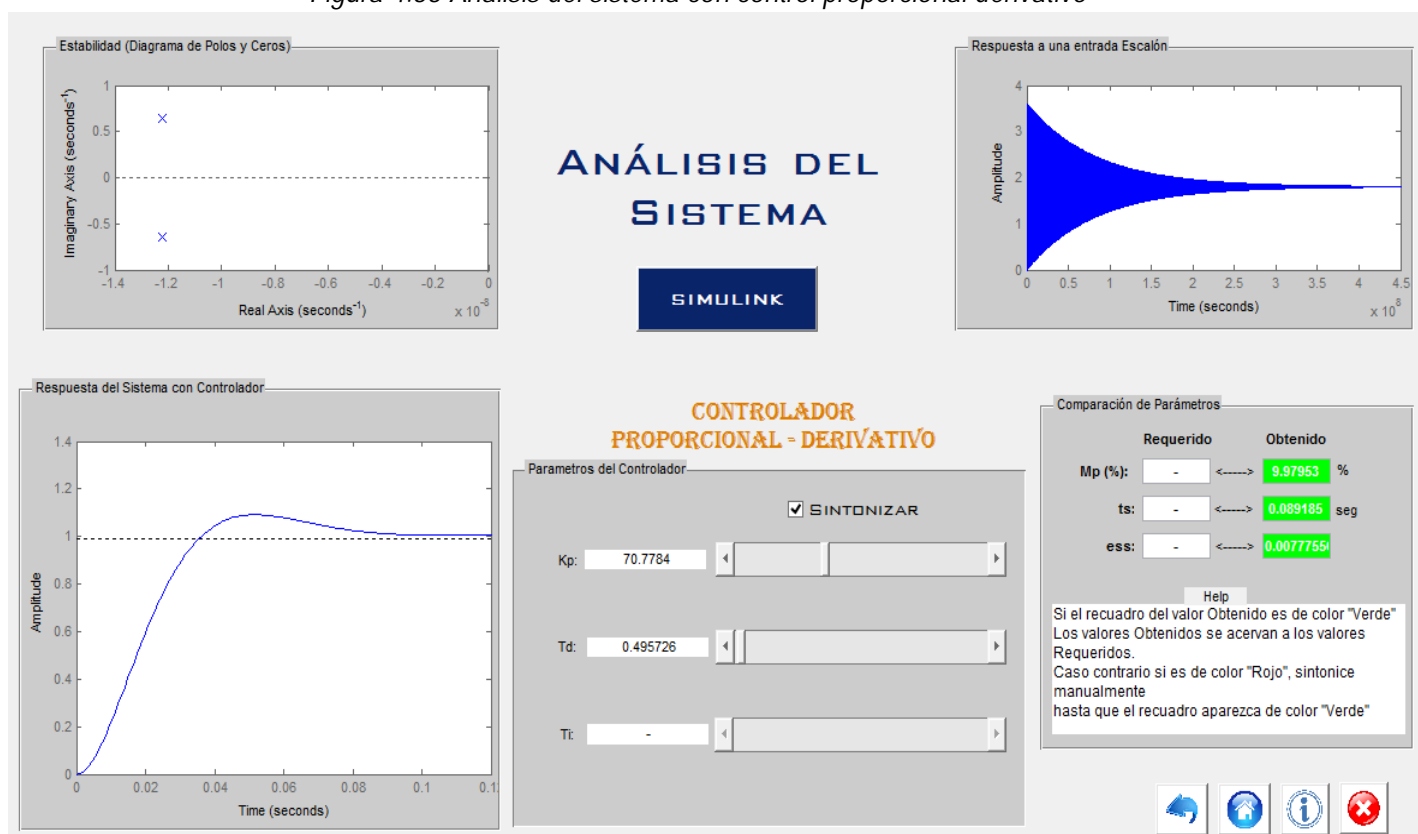 Estabilidad (Diagrama de Polos y Ceros)
Imaginary Axis (seconds-1)
1
0.5
0
-0.5
-1
-1.4 -1.2 -1 -0.8 -0.6 -0.4 -0.2 0
Real Axis (seconds-1)
x 10-8
ANÁLISIS DEL
SISTEMA
SIMULINK
Respuesta a una entrada Escalón
Amplitude
4
3
2
1
0
0 0.5 1 1.5 2 2.5 3 3.5 4 4.5
Time (seconds)
x 108
Respuesta del Sistema con Controlador
Amplitude
1.4
1.2
1
0.8
0.6
0.4
0.2
0
0 0.02 0.04 0.06 0.08 0.1
Time (seconds)
CONTROLADOR
PROPORCIONAL - DERIVATIVO
Parametros del Controlador
SINTONIZAR
Kp: 70.7784
Td: 0.495726
Ti: -
Comparación de Parámetros
Requerido Obtenido
Mp (%): - <-----> 9.97953 %
ts: - <-----> 0.089185 seg
ess: - <-----> 0.0077755
Help
Si el recuadro del valor Obtenido es de color "Verde"
Los valores Obtenidos se acervan a los valores
Requeridos.
Caso contrario si es de color "Rojo", sintonice
manualmente
hasta que el recuadro aparezca de color "Verde"